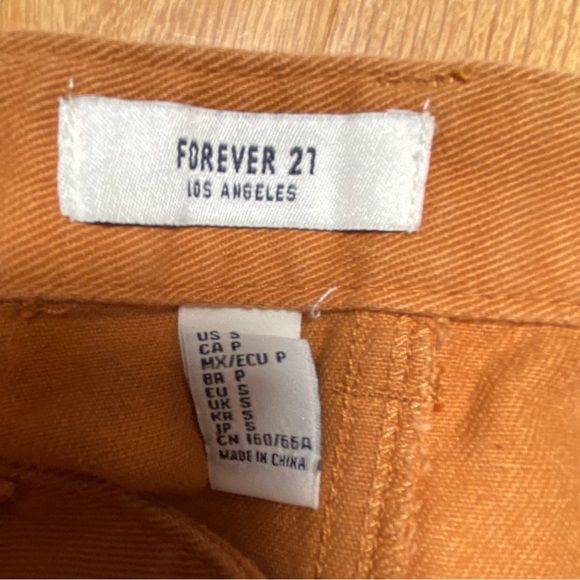 FOREVER 21
LOS ANGELES
US S
CA P
MX/ECU P
BR P
EU S
UK S
KR S
JP S
CN 160/66A
MADE IN CHINA